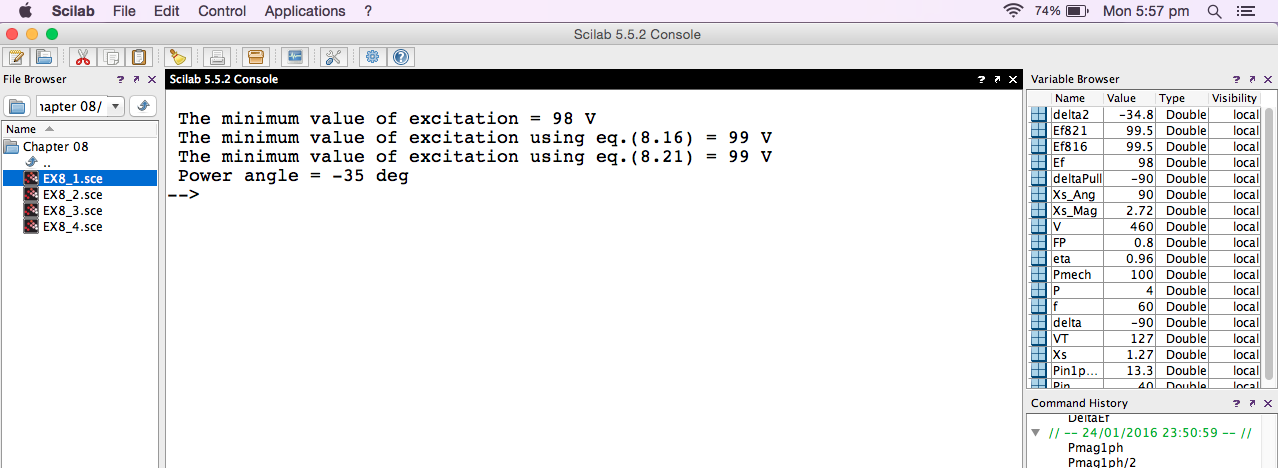 Scilab File Edit Control Applications ? 74% Mon 5:57 pm
Scilab 5.5.2 Console
File Browser ? Scilab 5.5.2 Console ? Variable Browser ?
ıapter 08/
Name
Chapter 08
..
EX8_1.sce
EX8_2.sce
EX8_3.sce
EX8_4.sce
The minimum value of excitation = 98 V
The minimum value of excitation using eq.(8.16) = 99 V
The minimum value of excitation using eq.(8.21) = 99 V
Power angle = -35 deg
-->
Name Value Type Visibility
delta2 -34.8 Double local
Ef821 99.5 Double local
Ef816 99.5 Double local
Ef 98 Double local
deltaPull -90 Double local
Xs_Ang 90 Double local
Xs_Mag 2.72 Double local
V 460 Double local
FP 0.8 Double local
eta 0.96 Double local
Pmech 100 Double local
P 4 Double local
f 60 Double local
delta -90 Double local
VT 127 Double local
Xs 1.27 Double local
Pin1p... 13.3 Double local
Pin 40 Double local
Command History ?
DeltaEf
// -- 24/01/2016 23:50:59 -- //
Pmag1ph
Pmag1ph/2